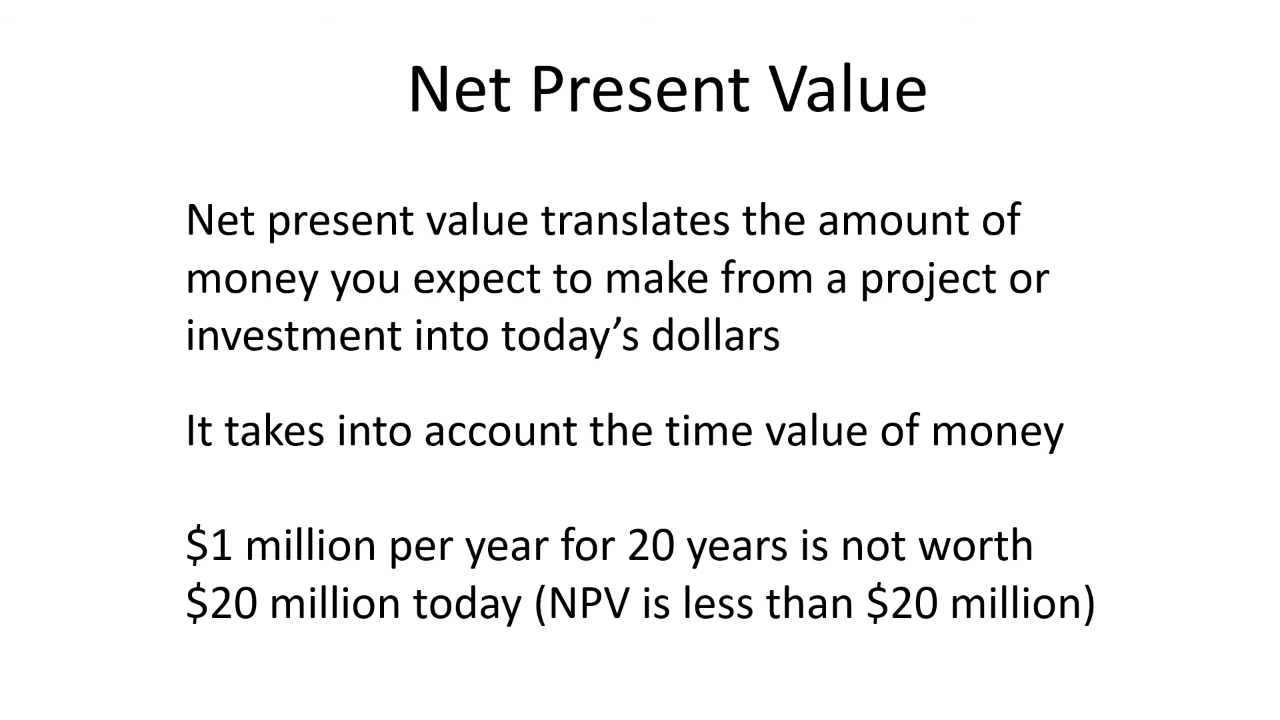 Net Present Value
Net present value translates the amount of
money you expect to make from a project or
investment into today’s dollars
It takes into account the time value of money
$1 million per year for 20 years is not worth
$20 million today (NPV is less than $20 million)